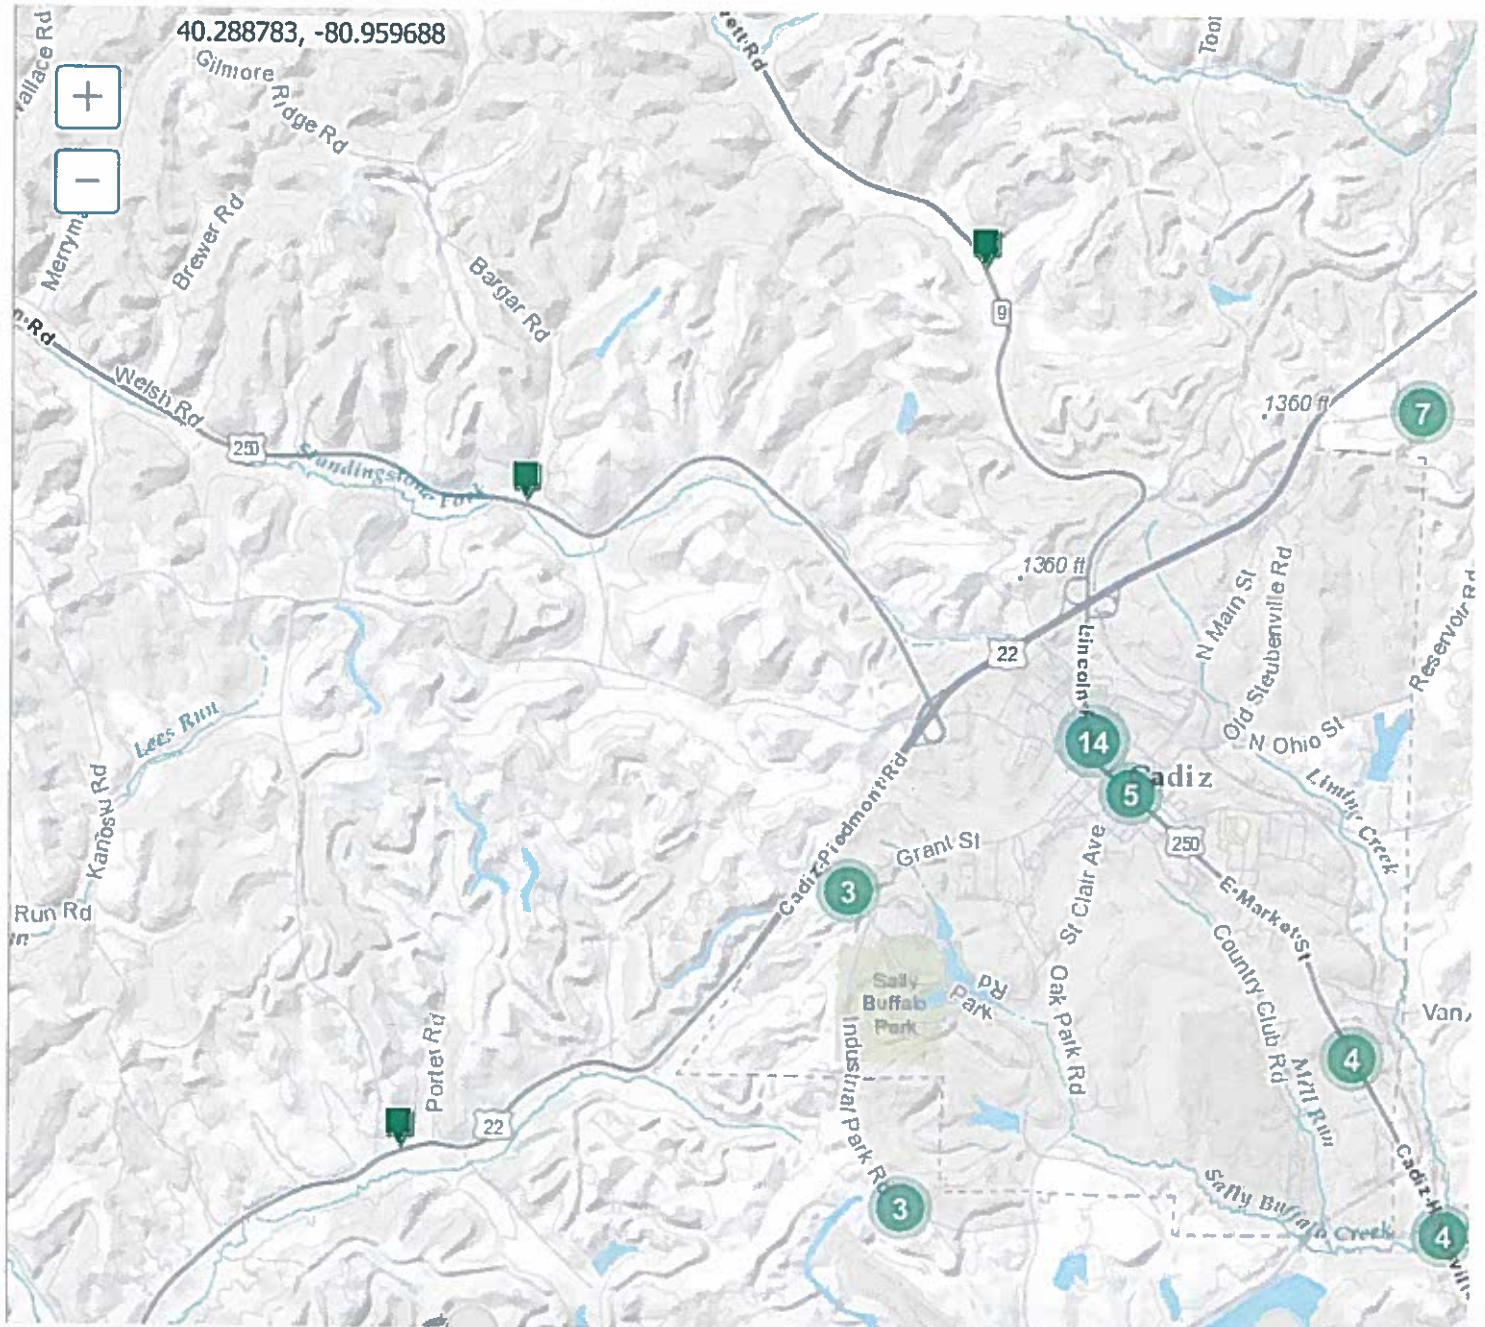 40.288783, -80.959688
+
−
Gilmore Ridge Rd
Brewer Rd
Bargar Rd
Welsh Rd
250
Standingstone Fork
9
1360 ft
7
1360 ft
22
Lincoln
N Main St
Old Steubenville Rd
Reservoir Rd
N Ohio St
Lees Run
Kanosw Rd
14
Cadiz
5
250
Liming Creek
Cadiz-Piedmont Rd
Grant St
3
St Clair Ave
E Market St
Run Rd
Country Club Rd
Sally
Buffalo
Park
Park Rd
Oak Park Rd
Industrial Park Rd
Mill Run
4
Porter Rd
22
3
Sally Buffalo Creek
4